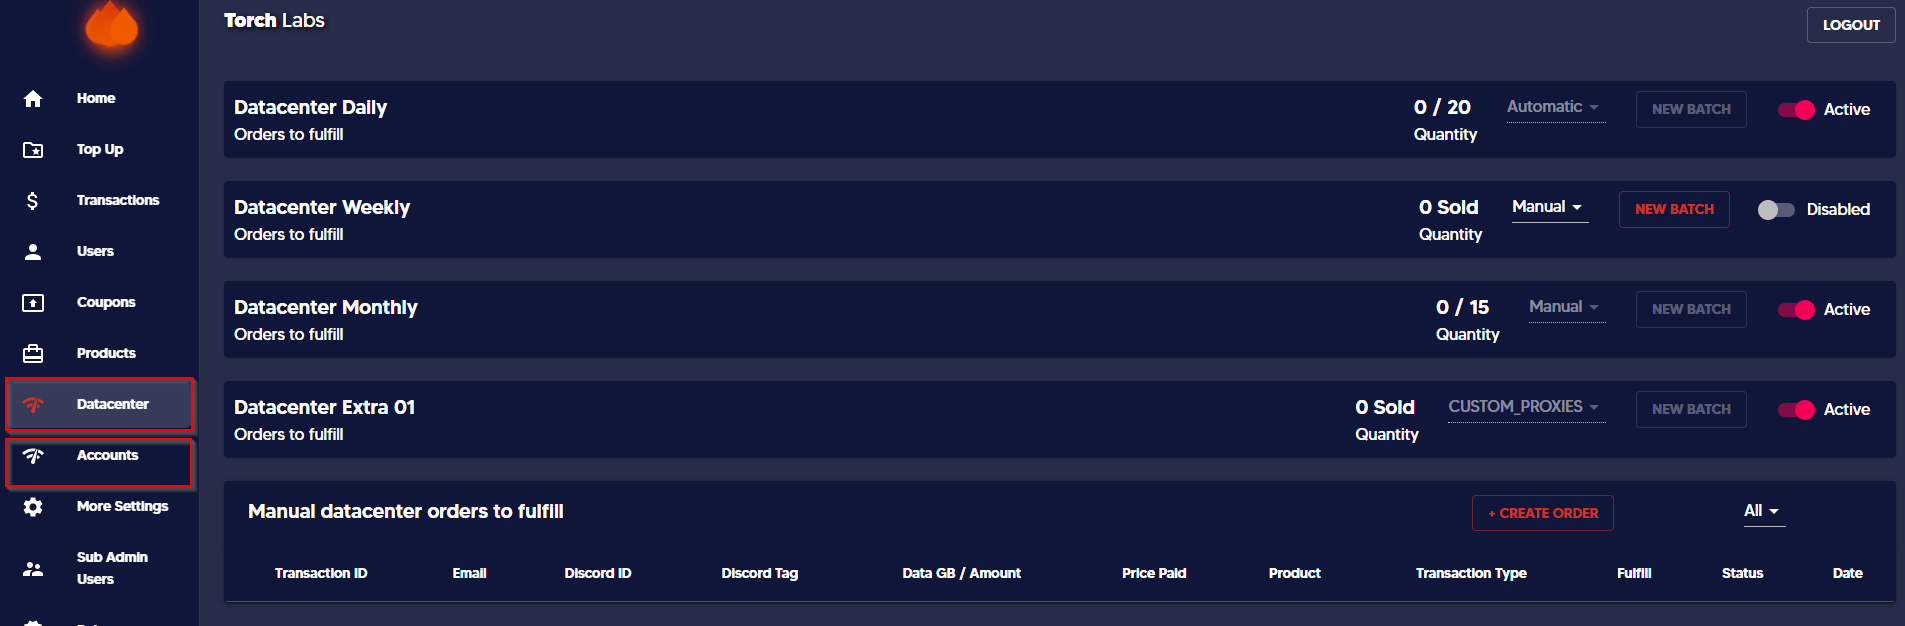 Torch Labs
LOGOUT
Home
Top Up
Transactions
Users
Coupons
Products
Datacenter
Accounts
More Settings
Sub Admin
Users
Datacenter Daily
Orders to fulfill
0 / 20
Quantity
Automatic
NEW BATCH
Active
Datacenter Weekly
Orders to fulfill
0 Sold
Quantity
Manual
NEW BATCH
Disabled
Datacenter Monthly
Orders to fulfill
0 / 15
Quantity
Manual
NEW BATCH
Active
Datacenter Extra 01
Orders to fulfill
0 Sold
Quantity
CUSTOM_PROXIES
NEW BATCH
Active
Manual datacenter orders to fulfill
+ CREATE ORDER
All
Transaction ID Email Discord ID Discord Tag Data GB / Amount Price Paid Product Transaction Type Fulfill Status Date